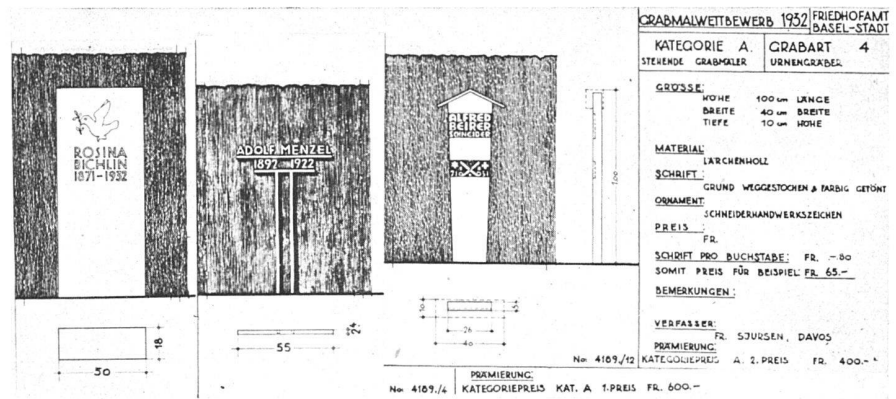 ROSINA
BICHLIN
1871-1932
50
18
ADOLF MENZEL
1892 1922
55
ALFRED
SCHNEIDER
100
26
40
No: 4189./12
GRABMALWETTBEWERB 1932
FRIEDHOFAMT
BASEL-STADT
KATEGORIE A.
STEHENDE GRABMÄLER
GRABART 4
URNENGRÄBER
GRÖSSE:
HÖHE 100 cm LÄNGE
BREITE 40 cm BREITE
TIEFE 10 cm HÖHE
MATERIAL:
LÄRCHENHOLZ
SCHRIFT:
GRUND WEGGESTOCHEN & FARBIG GETÖNT
ORNAMENT:
SCHNEIDERHANDWERKSZEICHEN
PREIS:
FR.
SCHRIFT PRO BUCHSTABE: FR. .-80
SOMIT PREIS FÜR BEISPIEL: FR. 65.-
BEMERKUNGEN:
VERFASSER:
FR. SJURSEN, DAVOS
PRÄMIERUNG:
KATEGORIEPREIS A. 2. PREIS FR. 400.-
No: 4189./4
PRÄMIERUNG:
KATEGORIEPREIS KAT. A 1. PREIS FR. 600.-